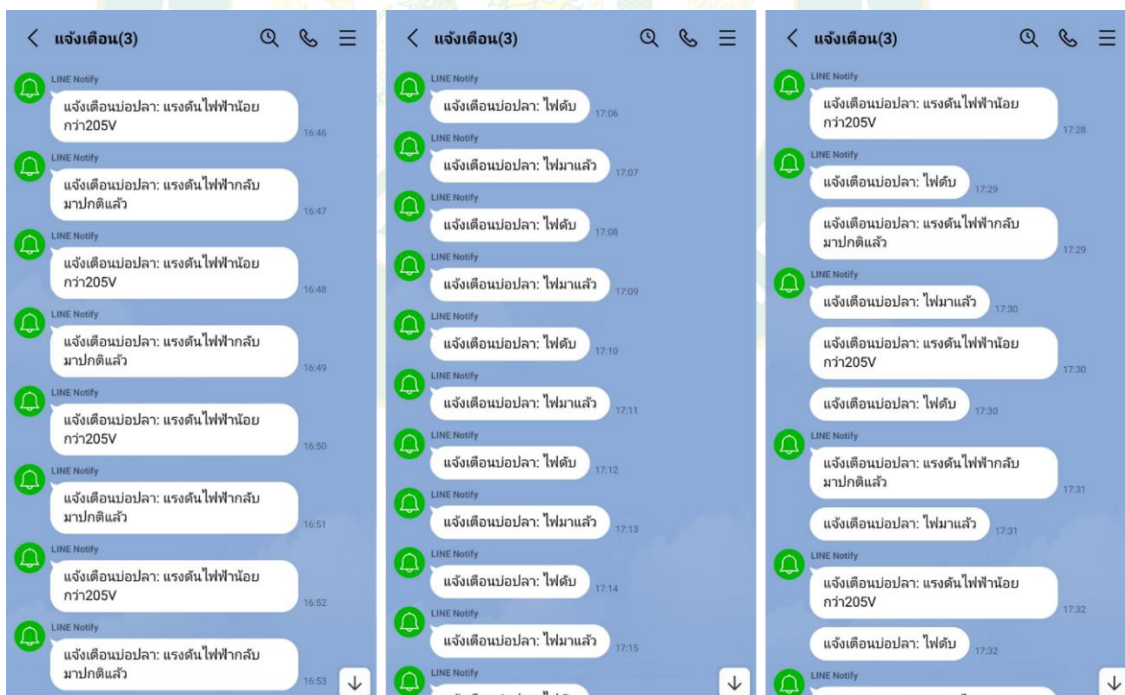 แจ้งเตือน(3)
LINE Notify
แจ้งเตือนบ่อปลา: แรงดันไฟฟ้าน้อย
กว่า205V
16:46
LINE Notify
แจ้งเตือนบ่อปลา: แรงดันไฟฟ้ากลับ
มาปกติแล้ว
16:47
LINE Notify
แจ้งเตือนบ่อปลา: แรงดันไฟฟ้าน้อย
กว่า205V
16:48
LINE Notify
แจ้งเตือนบ่อปลา: แรงดันไฟฟ้ากลับ
มาปกติแล้ว
16:49
LINE Notify
แจ้งเตือนบ่อปลา: แรงดันไฟฟ้าน้อย
กว่า205V
16:50
LINE Notify
แจ้งเตือนบ่อปลา: แรงดันไฟฟ้ากลับ
มาปกติแล้ว
16:51
LINE Notify
แจ้งเตือนบ่อปลา: แรงดันไฟฟ้าน้อย
กว่า205V
16:52
LINE Notify
แจ้งเตือนบ่อปลา: แรงดันไฟฟ้ากลับ
มาปกติแล้ว
16:53
แจ้งเตือน(3)
LINE Notify
แจ้งเตือนบ่อปลา: ไฟดับ
17:06
LINE Notify
แจ้งเตือนบ่อปลา: ไฟมาแล้ว
17:07
LINE Notify
แจ้งเตือนบ่อปลา: ไฟดับ
17:08
LINE Notify
แจ้งเตือนบ่อปลา: ไฟมาแล้ว
17:09
LINE Notify
แจ้งเตือนบ่อปลา: ไฟดับ
17:10
LINE Notify
แจ้งเตือนบ่อปลา: ไฟมาแล้ว
17:11
LINE Notify
แจ้งเตือนบ่อปลา: ไฟดับ
17:12
LINE Notify
แจ้งเตือนบ่อปลา: ไฟมาแล้ว
17:13
LINE Notify
แจ้งเตือนบ่อปลา: ไฟดับ
17:14
LINE Notify
แจ้งเตือนบ่อปลา: ไฟมาแล้ว
17:15
LINE Notify
แจ้งเตือน(3)
LINE Notify
แจ้งเตือนบ่อปลา: แรงดันไฟฟ้าน้อย
กว่า205V
17:28
LINE Notify
แจ้งเตือนบ่อปลา: ไฟดับ
17:29
แจ้งเตือนบ่อปลา: แรงดันไฟฟ้ากลับ
มาปกติแล้ว
17:29
LINE Notify
แจ้งเตือนบ่อปลา: ไฟมาแล้ว
17:30
แจ้งเตือนบ่อปลา: แรงดันไฟฟ้าน้อย
กว่า205V
17:30
แจ้งเตือนบ่อปลา: ไฟดับ
17:30
LINE Notify
แจ้งเตือนบ่อปลา: แรงดันไฟฟ้ากลับ
มาปกติแล้ว
17:31
แจ้งเตือนบ่อปลา: ไฟมาแล้ว
17:31
LINE Notify
แจ้งเตือนบ่อปลา: แรงดันไฟฟ้าน้อย
กว่า205V
17:32
แจ้งเตือนบ่อปลา: ไฟดับ
17:32
LINE Notify